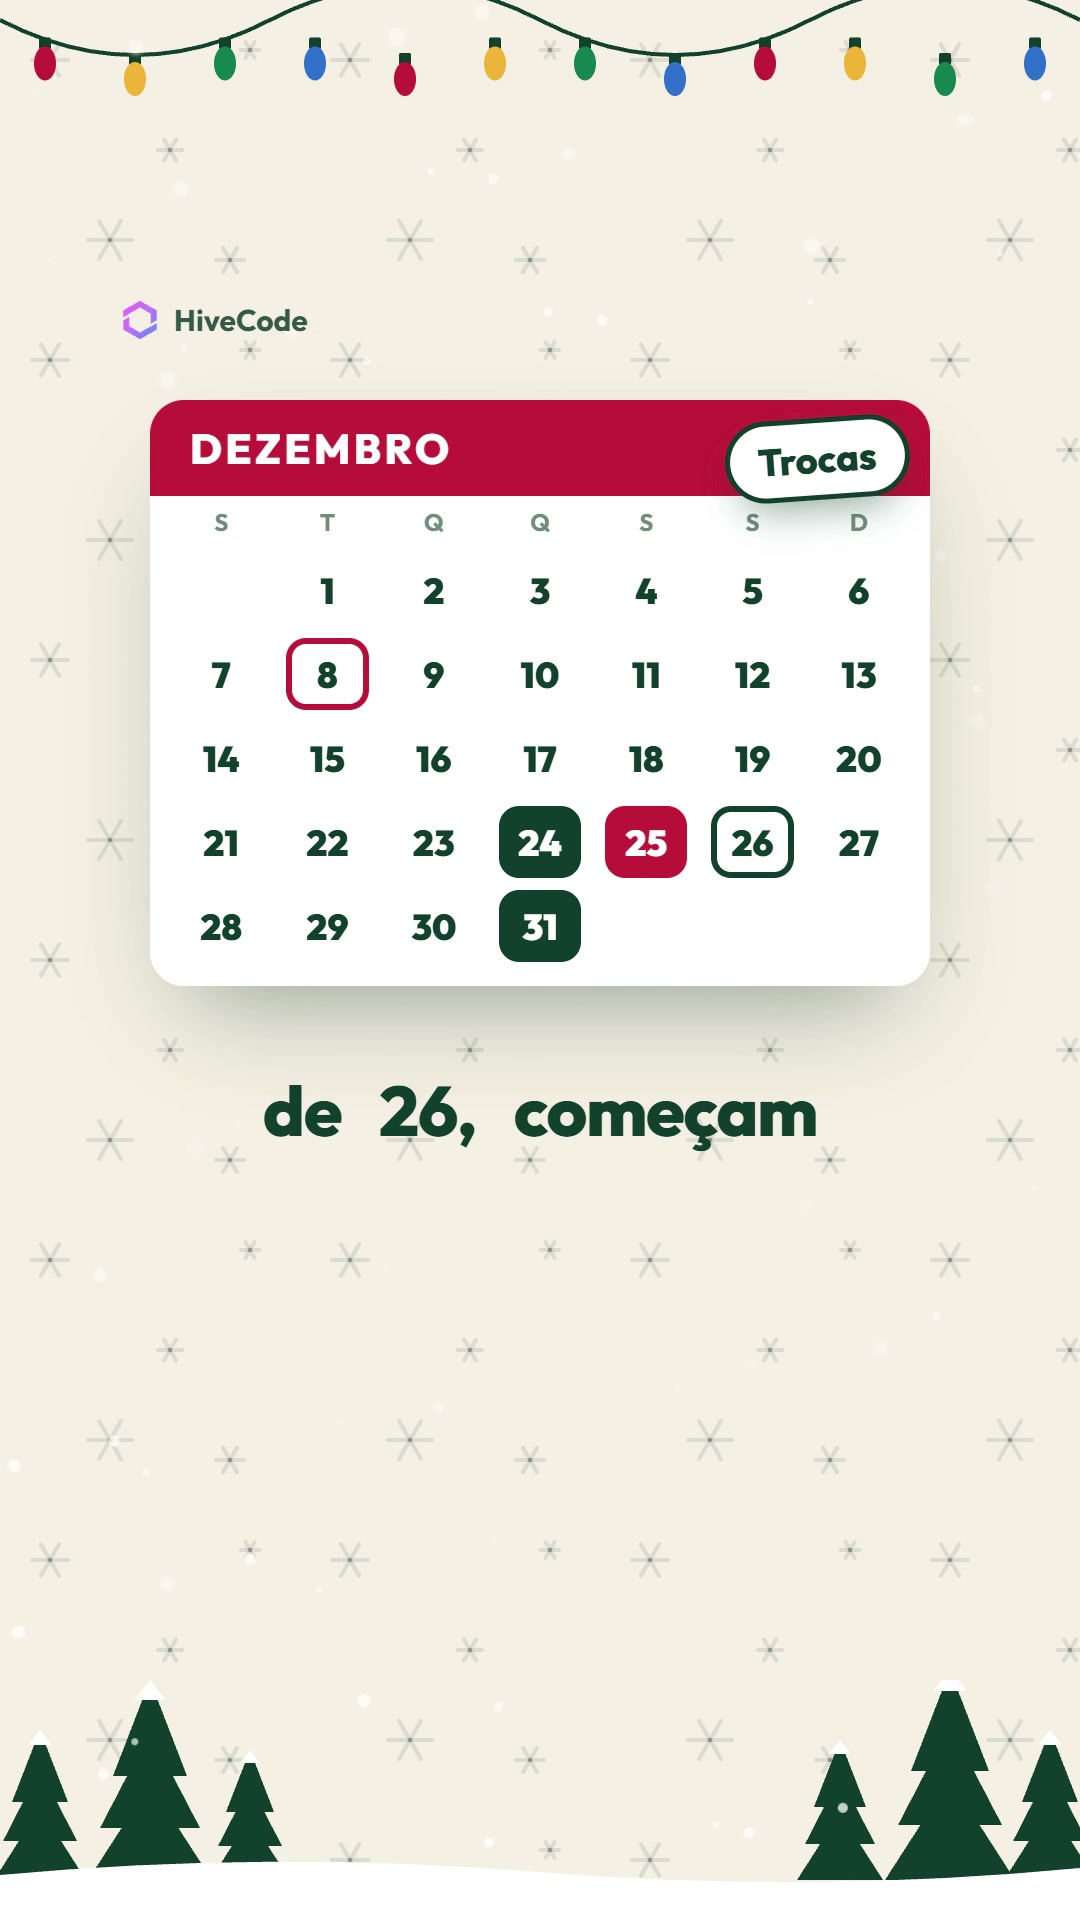 HiveCode
DEZEMBRO
Trocas
S T Q Q S S D
1 2 3 4 5 6
7 8 9 10 11 12 13
14 15 16 17 18 19 20
21 22 23 24 25 26 27
28 29 30 31
de 26, começam